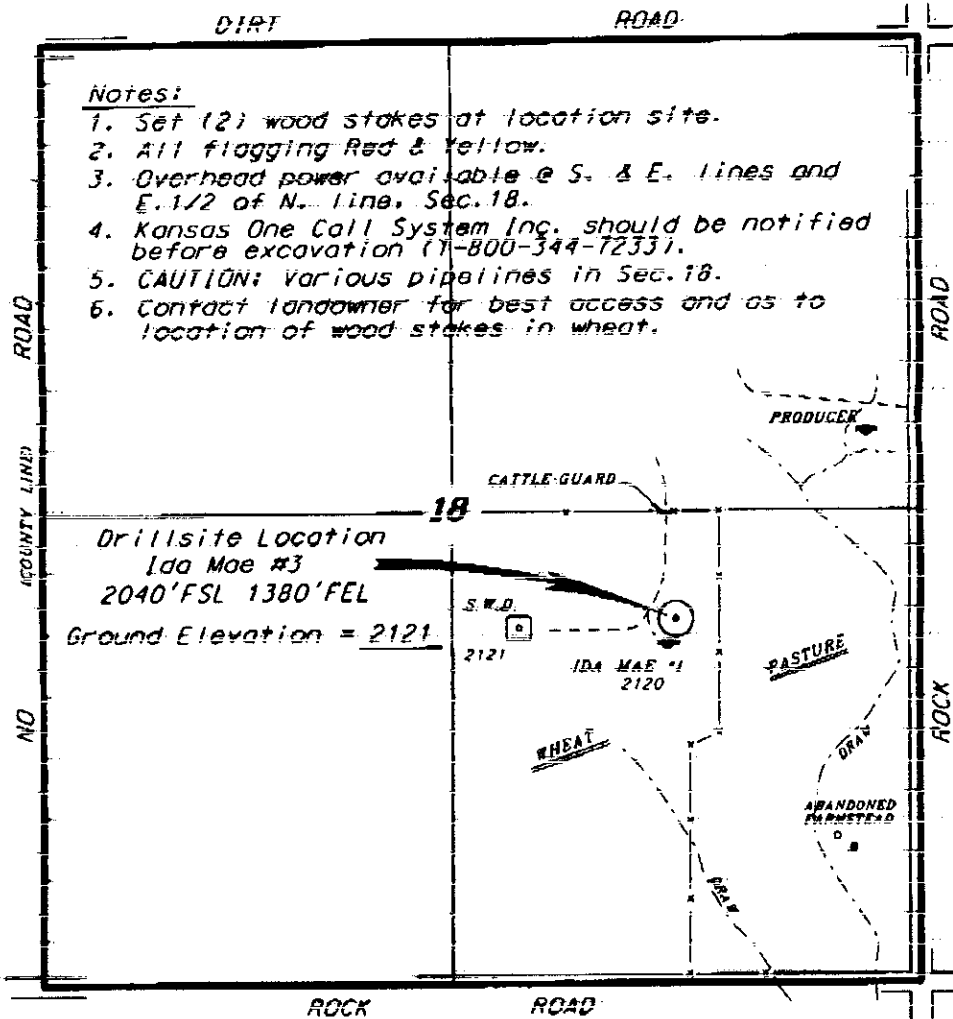 DIRT ROAD
Notes:
1. Set (2) wood stakes at location site.
2. All flagging Red & Yellow.
3. Overhead power available @ S. & E. lines and
E.1/2 of N. line, Sec.18.
4. Kansas One Call System Inc. should be notified
before excavation (1-800-344-7233).
5. CAUTION: Various pipelines in Sec.18.
6. Contact landowner for best access and as to
location of wood stakes in wheat.
ROAD
ROAD
PRODUCER
(COUNTY LINE)
CATTLE GUARD
18
Drillsite Location
Ida Mae #3
2040'FSL 1380'FEL
S.W.D.
Ground Elevation = 2121
2121
IDA MAE #1
2120
PASTURE
NO
WHEAT
DRAW
ROCK
ABANDONED
FARMSTEAD
DRAW
ROCK ROAD